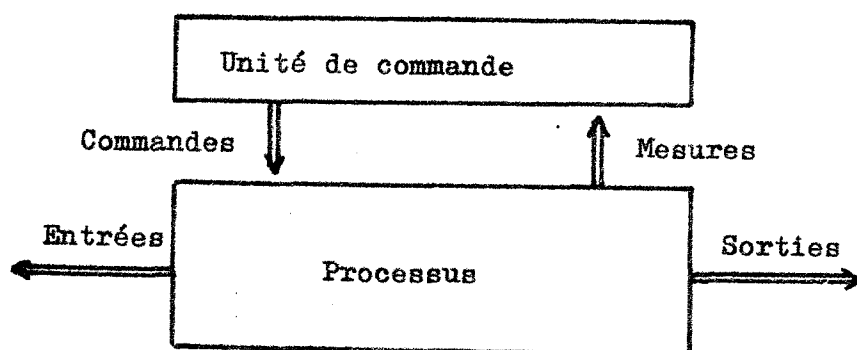 Unité de commande
Commandes
Mesures
Entrées
Sorties
Processus